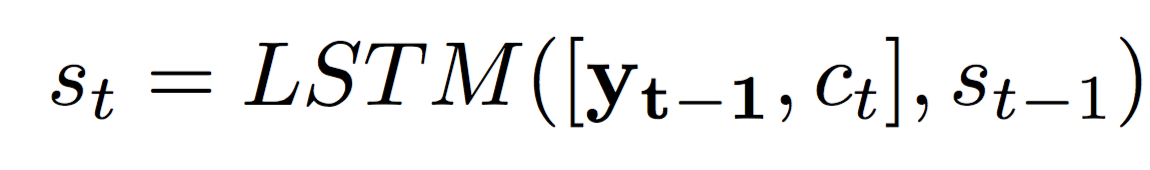 s_t = LSTM([y_{t-1}, c_t], s_{t-1})